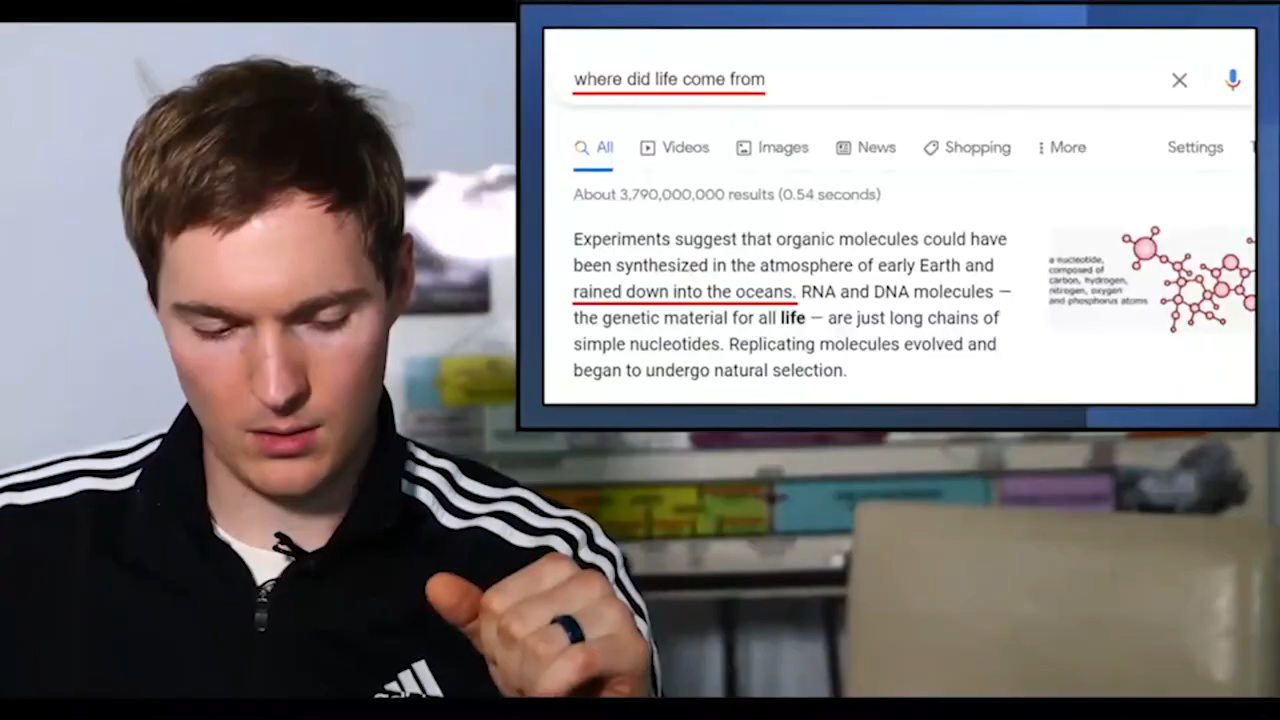 where did life come from
All Videos Images News Shopping More Settings
About 3,790,000,000 results (0.54 seconds)
Experiments suggest that organic molecules could have
been synthesized in the atmosphere of early Earth and
rained down into the oceans. RNA and DNA molecules —
the genetic material for all life — are just long chains of
simple nucleotides. Replicating molecules evolved and
began to undergo natural selection.
a nucleotide,
composed of
carbon, hydrogen,
nitrogen, oxygen
and phosphorus atoms
adidas